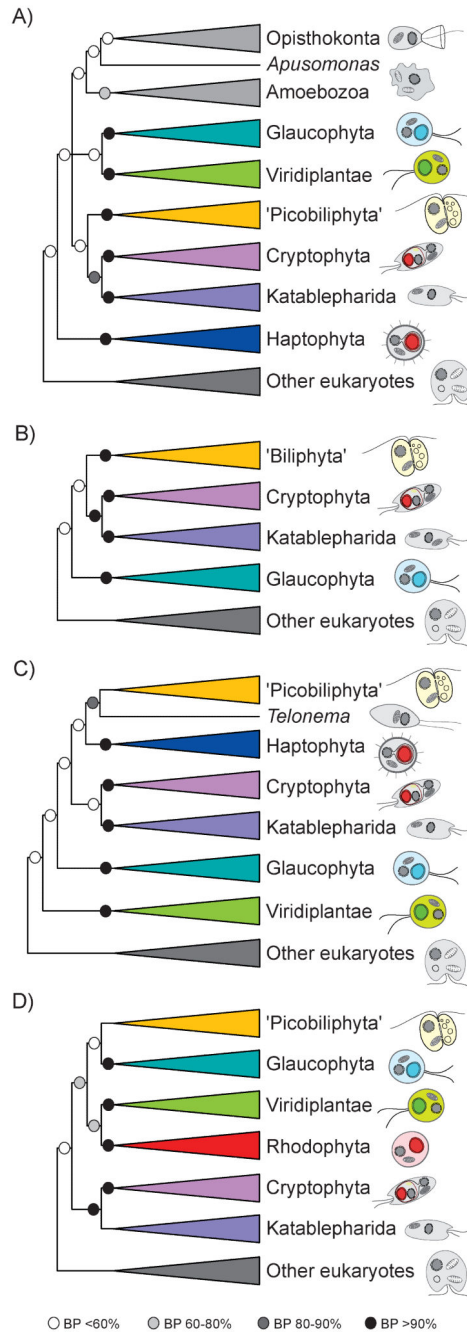 A)
Opisthokonta
Apusomonas
Amoebozoa
Glaucophyta
Viridiplantae
'Picobiliphyta'
Cryptophyta
Katablepharida
Haptophyta
Other eukaryotes
B)
'Biliphyta'
Cryptophyta
Katablepharida
Glaucophyta
Other eukaryotes
C)
'Picobiliphyta'
Telonema
Haptophyta
Cryptophyta
Katablepharida
Glaucophyta
Viridiplantae
Other eukaryotes
D)
'Picobiliphyta'
Glaucophyta
Viridiplantae
Rhodophyta
Cryptophyta
Katablepharida
Other eukaryotes
BP <60% BP 60-80% BP 80-90% BP >90%